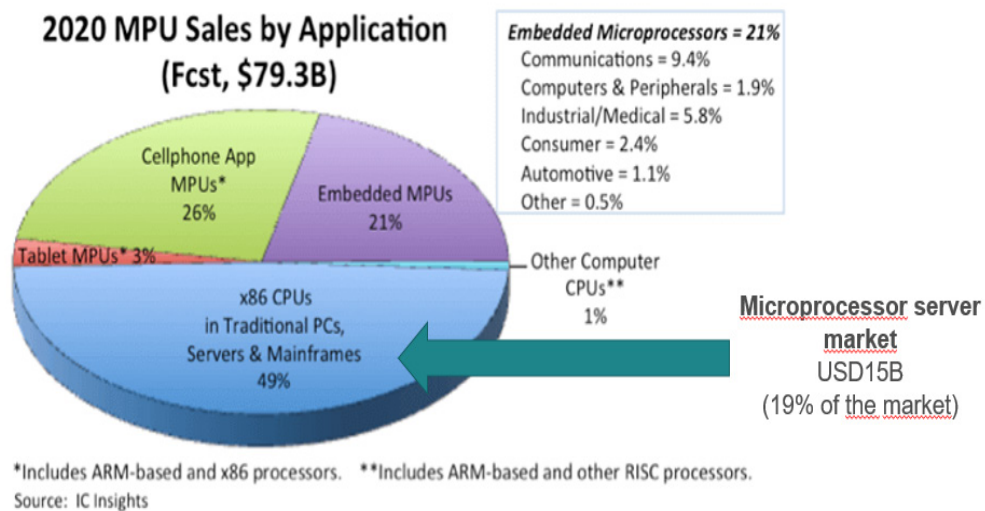 2020 MPU Sales by Application
(Fcst, $79.3B)
Embedded Microprocessors = 21%
Communications = 9.4%
Computers & Peripherals = 1.9%
Industrial/Medical = 5.8%
Consumer = 2.4%
Automotive = 1.1%
Other = 0.5%
Cellphone App
MPUs*
26%
Embedded MPUs
21%
Tablet MPUs* 3%
Other Computer
CPUs**
1%
x86 CPUs
in Traditional PCs,
Servers & Mainframes
49%
Microprocessor server
market
USD15B
(19% of the market)
*Includes ARM-based and x86 processors. **Includes ARM-based and other RISC processors.
Source: IC Insights